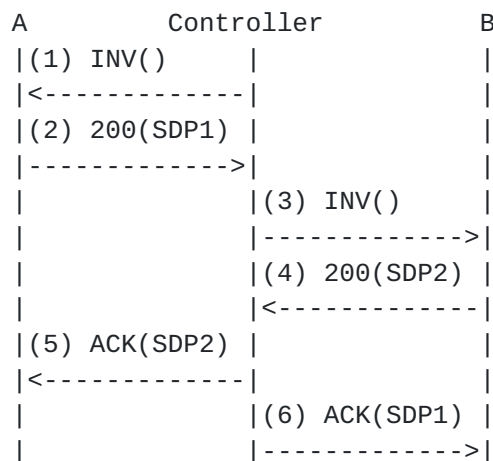 A          Controller          B
|(1) INV()      |              |
|<-------------|              |
|(2) 200(SDP1) |              |
|------------->|              |
|              |(3) INV()     |
|              |------------->|
|              |(4) 200(SDP2) |
|              |<-------------|
|(5) ACK(SDP2) |              |
|<-------------|              |
|              |(6) ACK(SDP1) |
|              |------------->|